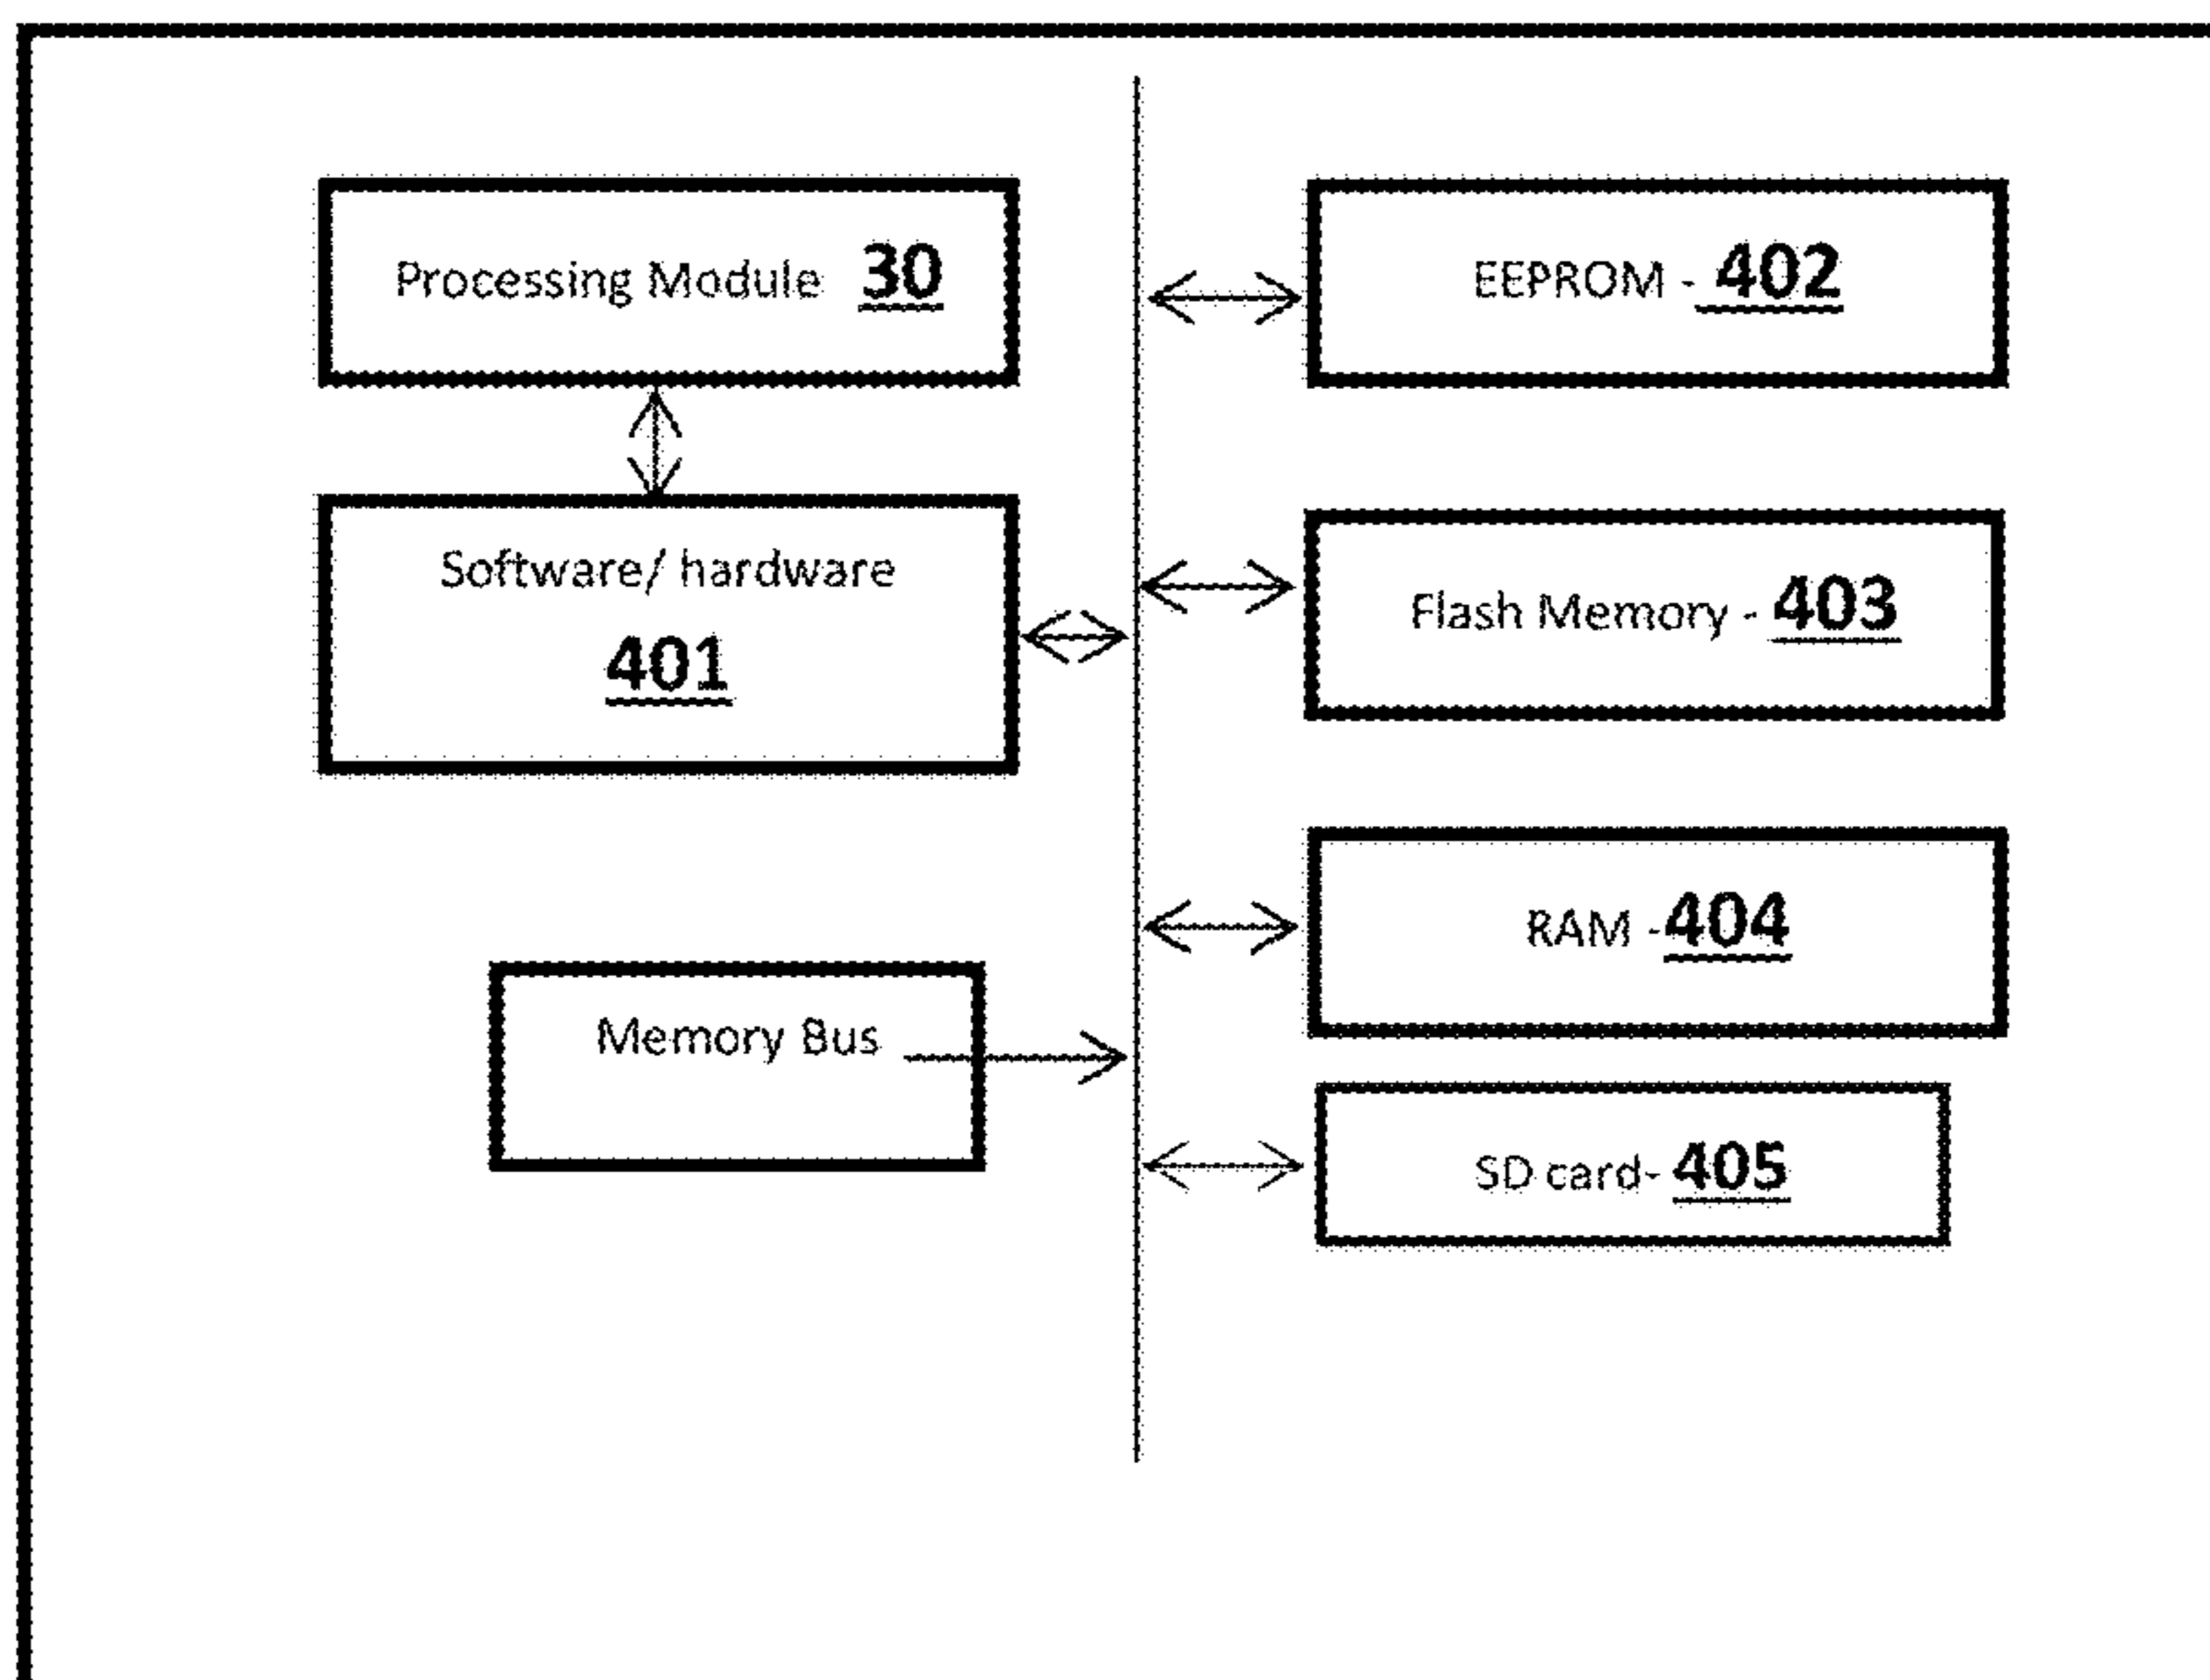 Processing Module 30
Software/ hardware
401
Memory Bus
EEPROM - 402
Flash Memory - 403
RAM -404
SD card- 405